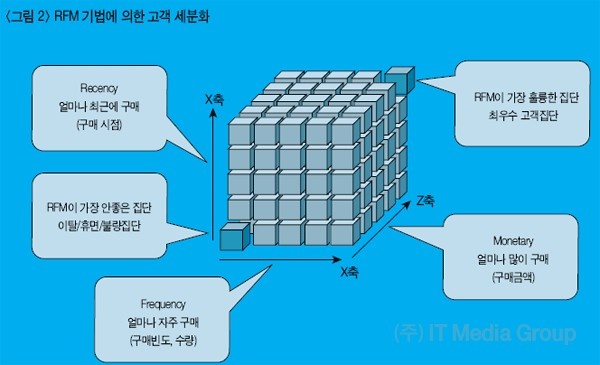 〈그림 2〉 RFM 기법에 의한 고객 세분화
Recency
얼마나 최근에 구매
(구매 시점)
X축
RFM이 가장 훌륭한 집단
최우수 고객집단
RFM이 가장 안좋은 집단
이탈/휴면/불량집단
Z축
X축
Monetary
얼마나 많이 구매
(구매금액)
Frequency
얼마나 자주 구매
(구매빈도, 수량)
(주) IT Media Group